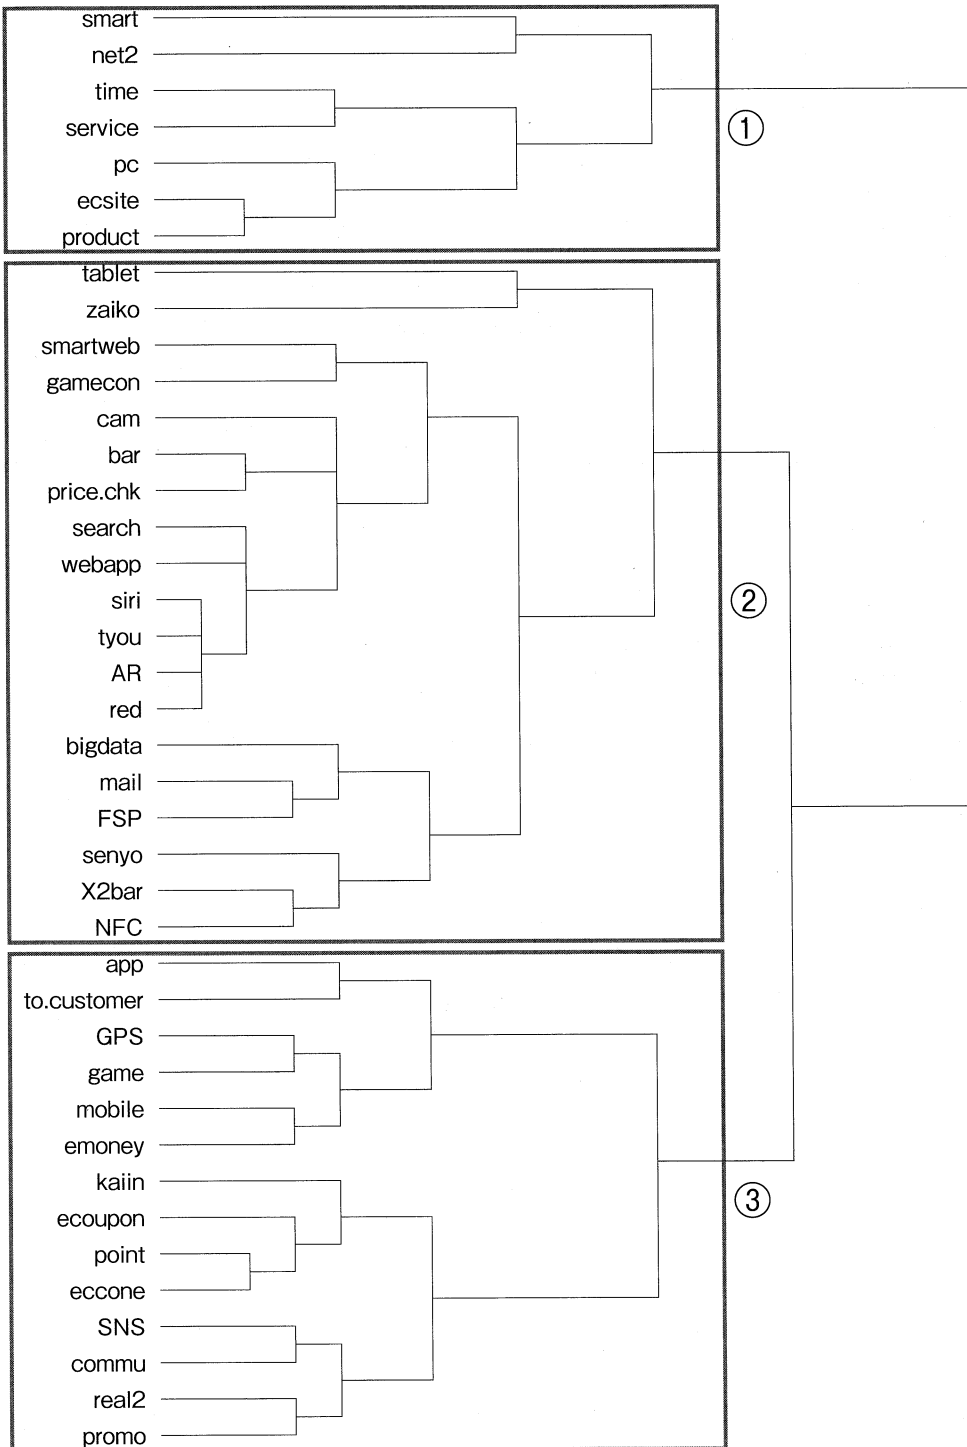 smart
net2
time
service
①
pc
ecsite
product
tablet
zaiko
smartweb
gamecon
cam
bar
price.chk
search
webapp
siri
②
tyou
AR
red
bigdata
mail
FSP
senyo
X2bar
NFC
app
to.customer
GPS
game
mobile
emoney
kaiin
③
ecoupon
point
eccone
SNS
commu
real2
promo